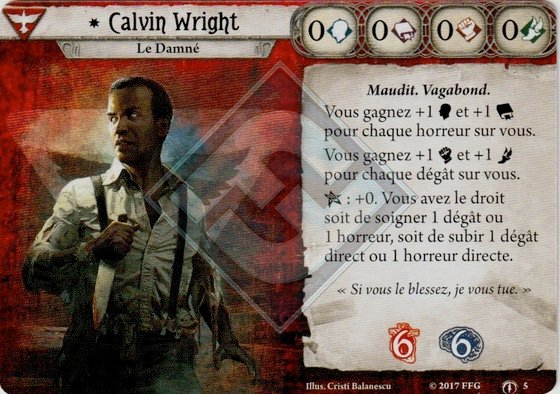 ✷ Calvin Wright
Le Damné
0 0 0 0
Maudit. Vagabond.
Vous gagnez +1 et +1
pour chaque horreur sur vous.
Vous gagnez +1 et +1
pour chaque dégât sur vous.
: +0. Vous avez le droit
soit de soigner 1 dégât ou
1 horreur, soit de subir 1 dégât
direct ou 1 horreur directe.
« Si vous le blessez, je vous tue. »
6 6
Illus. Cristi Balanescu © 2017 FFG 5